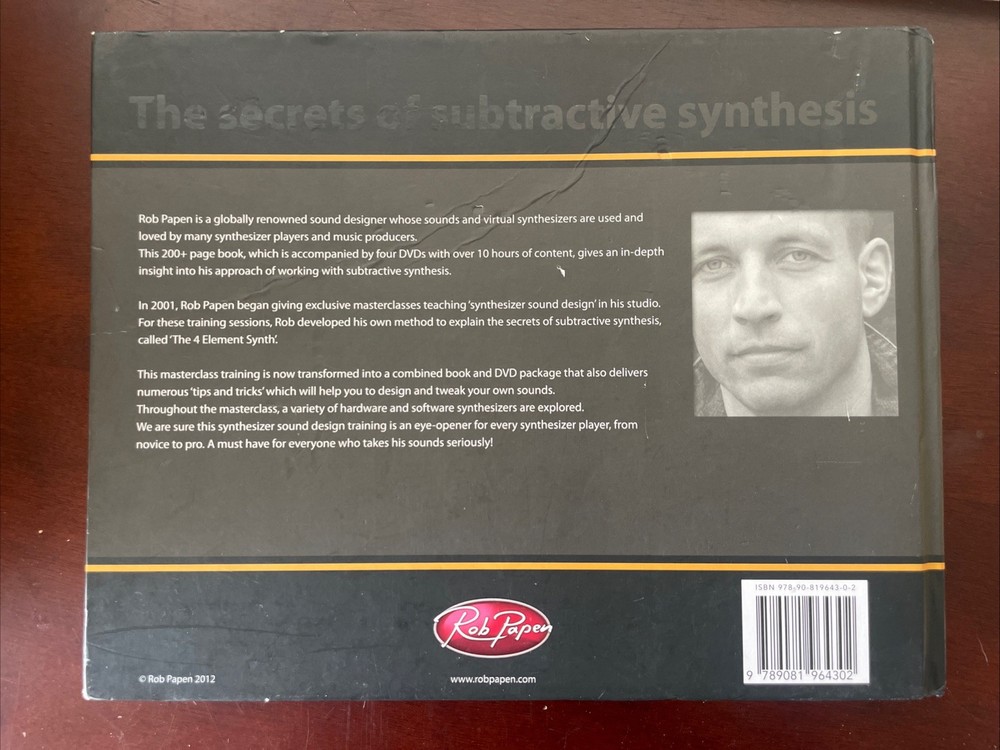 The secrets of subtractive synthesis
Rob Papen is a globally renowned sound designer whose sounds and virtual synthesizers are used and
loved by many synthesizer players and music producers.
This 200+ page book, which is accompanied by four DVDs with over 10 hours of content, gives an in-depth
insight into his approach of working with subtractive synthesis.
In 2001, Rob Papen began giving exclusive masterclasses teaching 'synthesizer sound design' in his studio.
For these training sessions, Rob developed his own method to explain the secrets of subtractive synthesis,
called 'The 4 Element Synth'.
This masterclass training is now transformed into a combined book and DVD package that also delivers
numerous 'tips and tricks' which will help you to design and tweak your own sounds.
Throughout the masterclass, a variety of hardware and software synthesizers are explored.
We are sure this synthesizer sound design training is an eye-opener for every synthesizer player, from
novice to pro. A must have for everyone who takes his sounds seriously!
ISBN 978-90-819643-0-2
Rob Papen
9 789081 964302
© Rob Papen 2012
www.robpapen.com